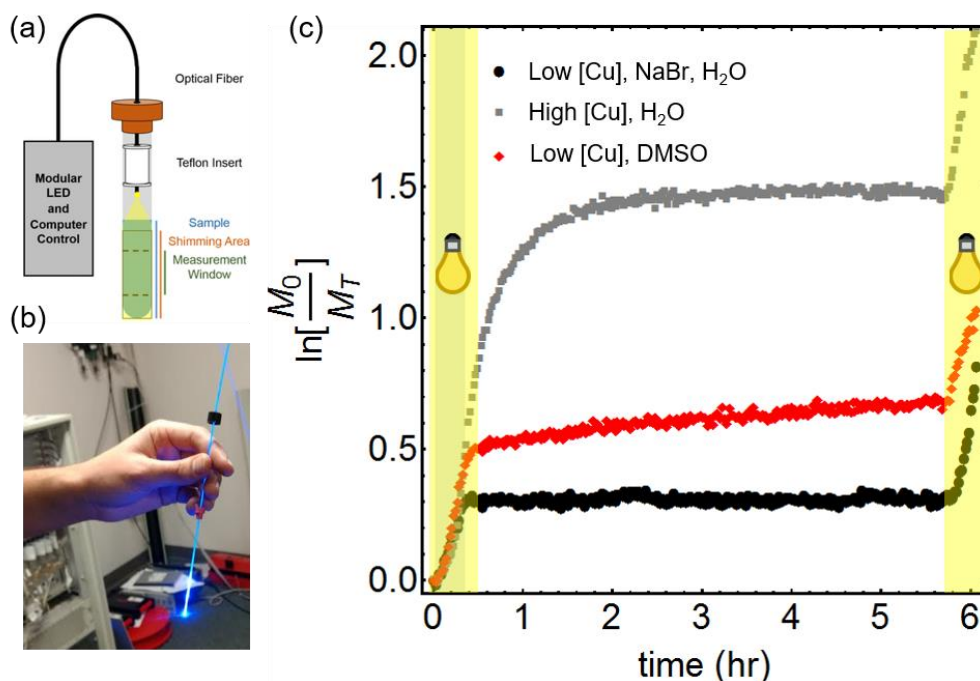 (a)
Optical Fiber
Teflon Insert
Modular
LED
and
Computer
Control
Sample
Shimming Area
Measurement
Window
(b)
(c)
ln[M₀/M_T]
2.0
1.5
1.0
0.5
0.0
Low [Cu], NaBr, H₂O
High [Cu], H₂O
Low [Cu], DMSO
0 1 2 3 4 5 6
time (hr)